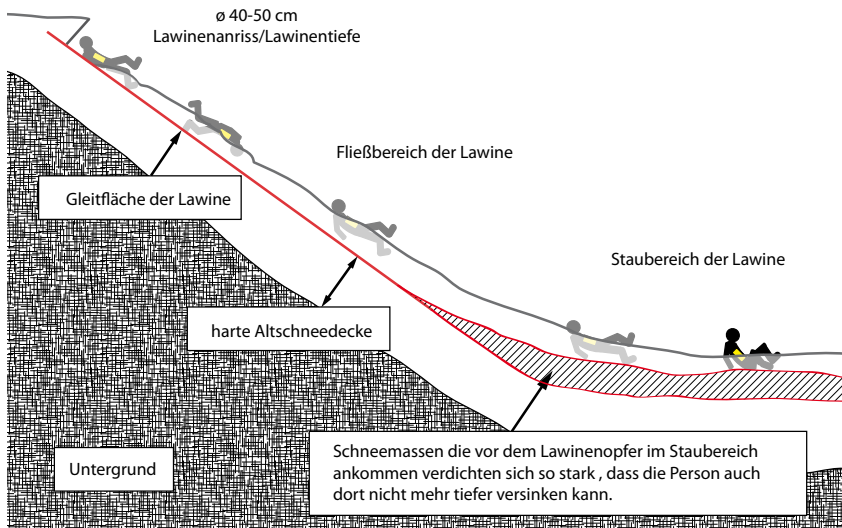 ø 40-50 cm
Lawinenanriss/Lawinentiefe
Fließbereich der Lawine
Gleitfläche der Lawine
Staubereich der Lawine
harte Altschneedecke
Schneemassen die vor dem Lawinenopfer im Staubereich
ankommen verdichten sich so stark , dass die Person auch
dort nicht mehr tiefer versinken kann.
Untergrund